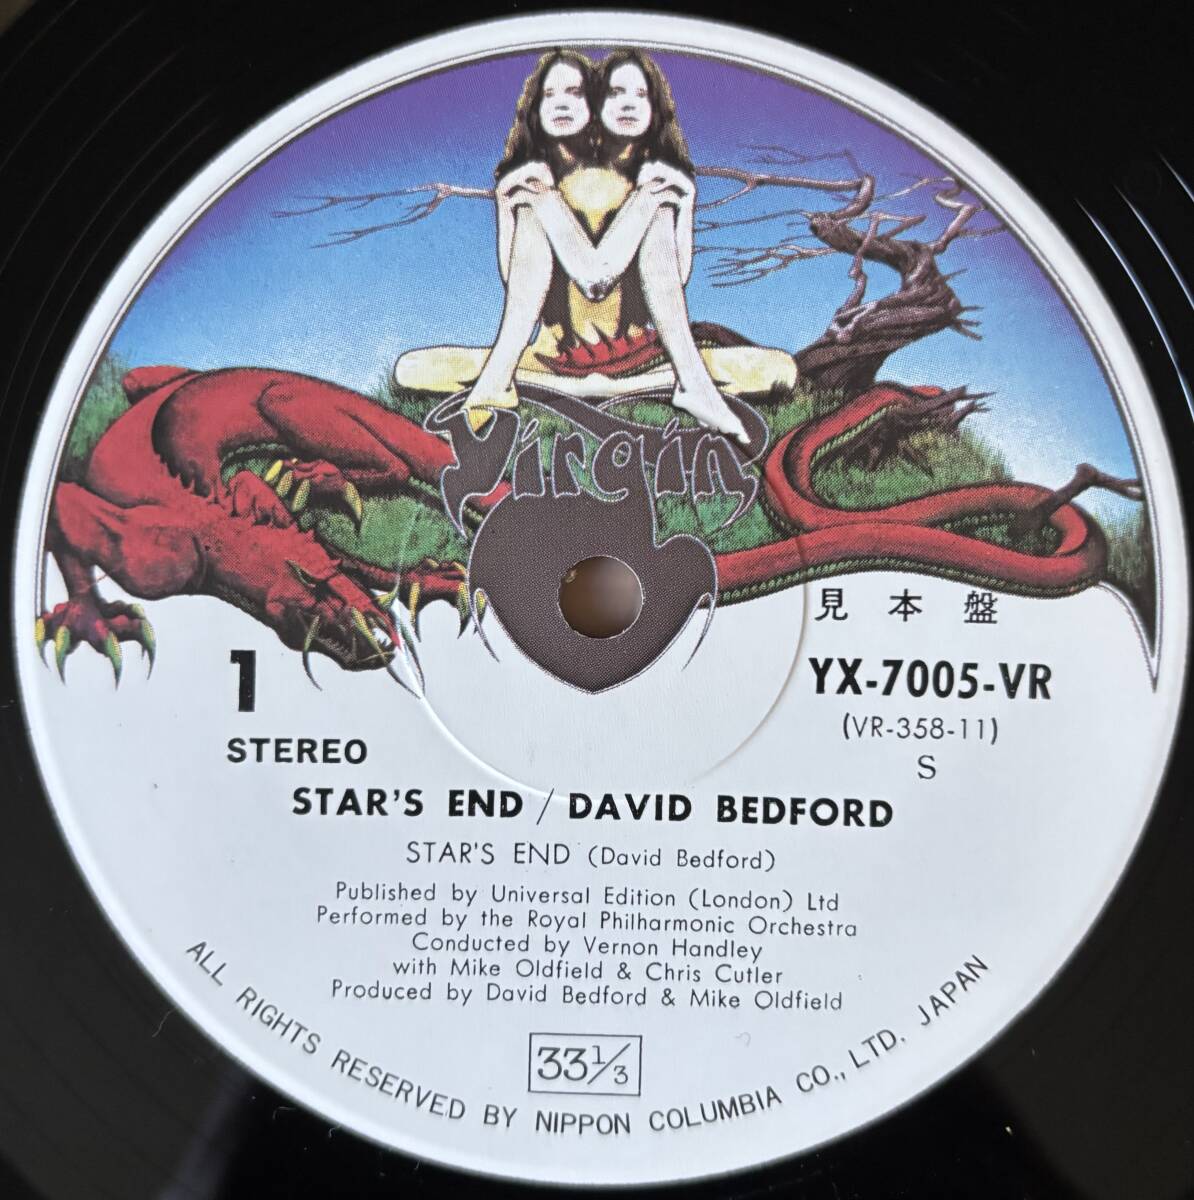 Virgin
見本盤
1
YX-7005-VR
(VR-358-11)
STEREO
S
STAR'S END / DAVID BEDFORD
STAR'S END (David Bedford)
Published by Universal Edition (London) Ltd
Performed by the Royal Philharmonic Orchestra
Conducted by Vernon Handley
with Mike Oldfield & Chris Cutler
Produced by David Bedford & Mike Oldfield
33⅓
ALL RIGHTS RESERVED BY NIPPON COLUMBIA CO., LTD. JAPAN